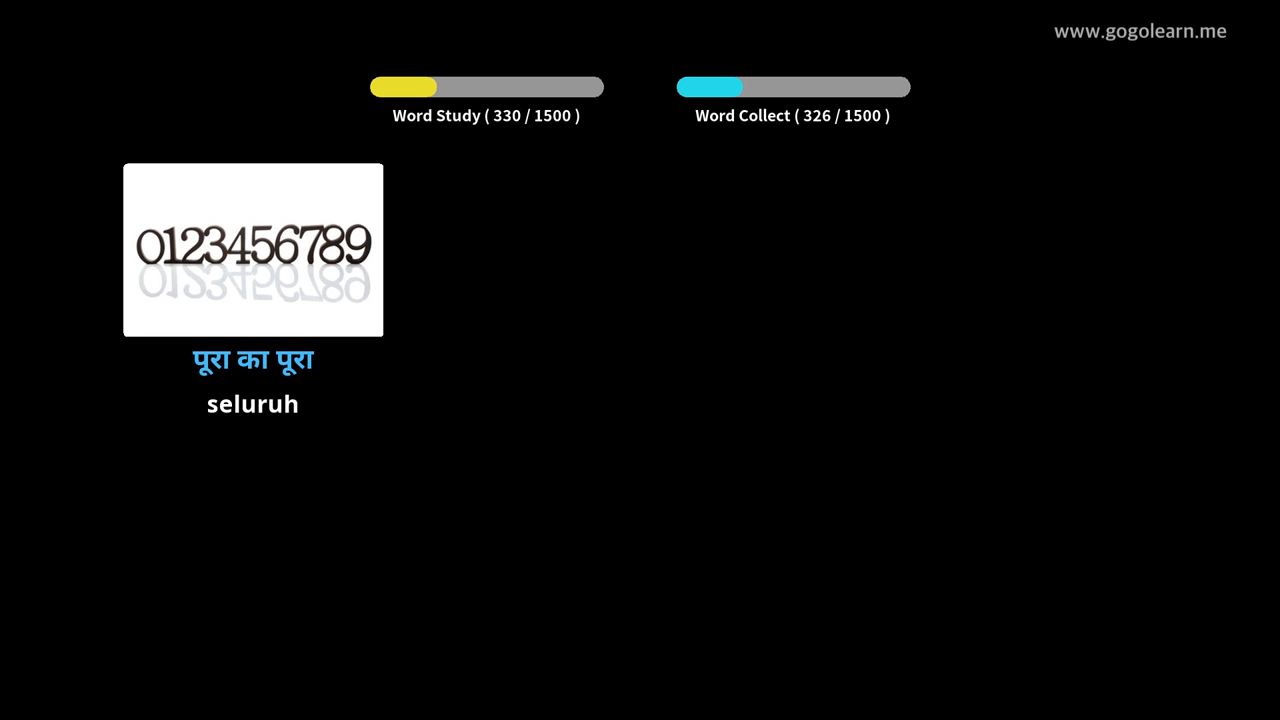 www.gogolearn.me
Word Study ( 330 / 1500 )
Word Collect ( 326 / 1500 )
0123456789
पूरा का पूरा
seluruh